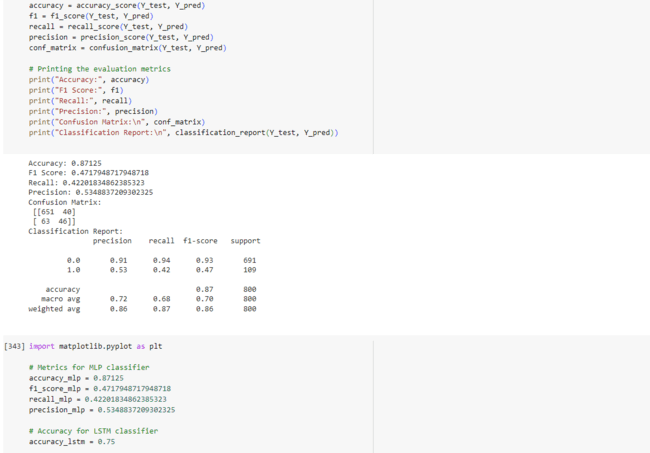 accuracy = accuracy_score(Y_test, Y_pred)
f1 = f1_score(Y_test, Y_pred)
recall = recall_score(Y_test, Y_pred)
precision = precision_score(Y_test, Y_pred)
conf_matrix = confusion_matrix(Y_test, Y_pred)
# Printing the evaluation metrics
print("Accuracy:", accuracy)
print("F1 Score:", f1)
print("Recall:", recall)
print("Precision:", precision)
print("Confusion Matrix:\n", conf_matrix)
print("Classification Report:\n", classification_report(Y_test, Y_pred))
Accuracy: 0.87125
F1 Score: 0.4717948717948718
Recall: 0.42201834862385323
Precision: 0.5348837209302325
Confusion Matrix:
[[651 40]
[ 63 46]]
Classification Report:
precision recall f1-score support
0.0 0.91 0.94 0.93 691
1.0 0.53 0.42 0.47 109
accuracy 0.87 800
macro avg 0.72 0.68 0.70 800
weighted avg 0.86 0.87 0.86 800
[343] import matplotlib.pyplot as plt
# Metrics for MLP classifier
accuracy_mlp = 0.87125
f1_score_mlp = 0.4717948717948718
recall_mlp = 0.42201834862385323
precision_mlp = 0.5348837209302325
# Accuracy for LSTM classifier
accuracy_lstm = 0.75